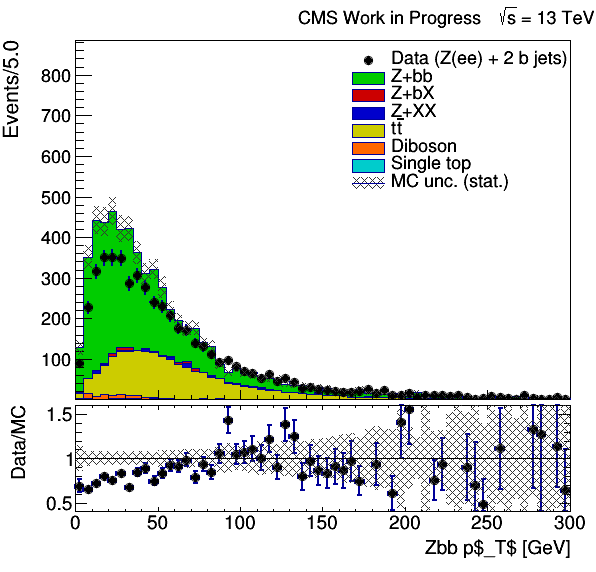 CMS Work in Progress √s = 13 TeV
Events/5.0
800
700
600
500
400
300
200
100
Data (Z(ee) + 2 b jets)
Z+bb
Z+bX
Z+XX
tt̄
Diboson
Single top
MC unc. (stat.)
Data/MC
1.5
1
0.5
0 50 100 150 200 250 300
Zbb p$_T$ [GeV]